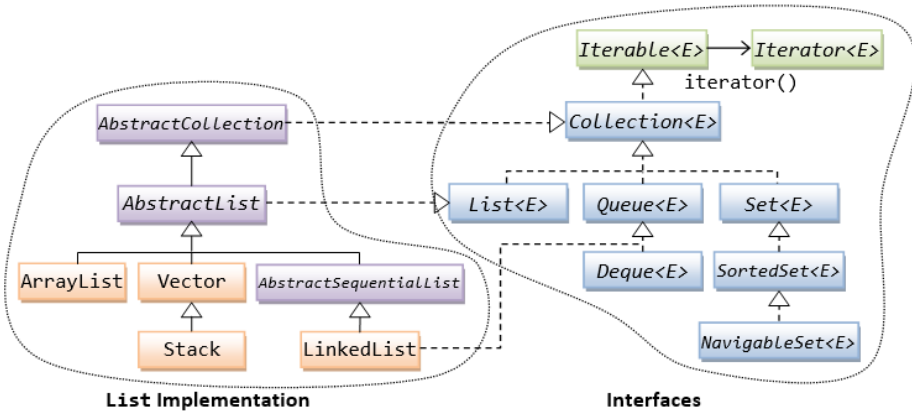 Iterable<E>
Iterator<E>
iterator()
AbstractCollection
Collection<E>
AbstractList
List<E>
Queue<E>
Set<E>
ArrayList
Vector
AbstractSequentialList
Deque<E>
SortedSet<E>
Stack
LinkedList
NavigableSet<E>
List Implementation
Interfaces